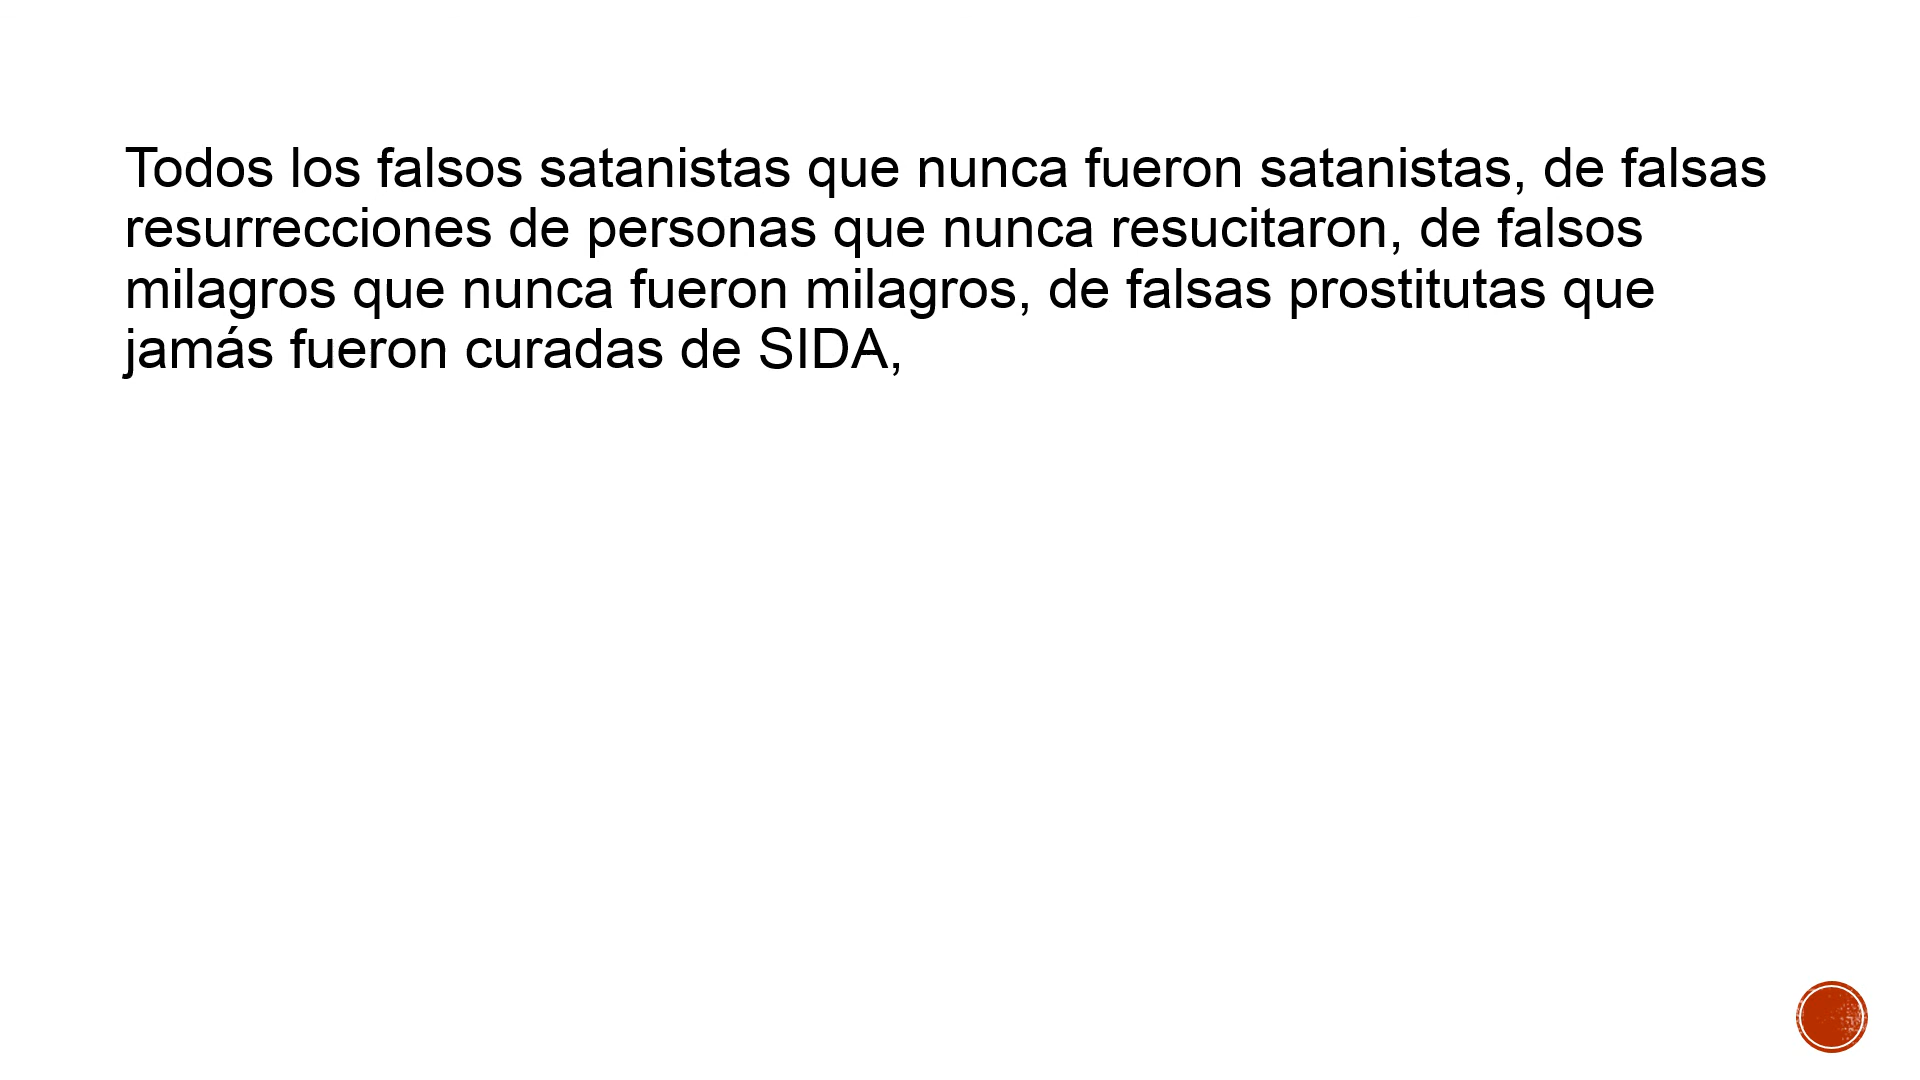 Todos los falsos satanistas que nunca fueron satanistas, de falsas
resurrecciones de personas que nunca resucitaron, de falsos
milagros que nunca fueron milagros, de falsas prostitutas que
jamás fueron curadas de SIDA,